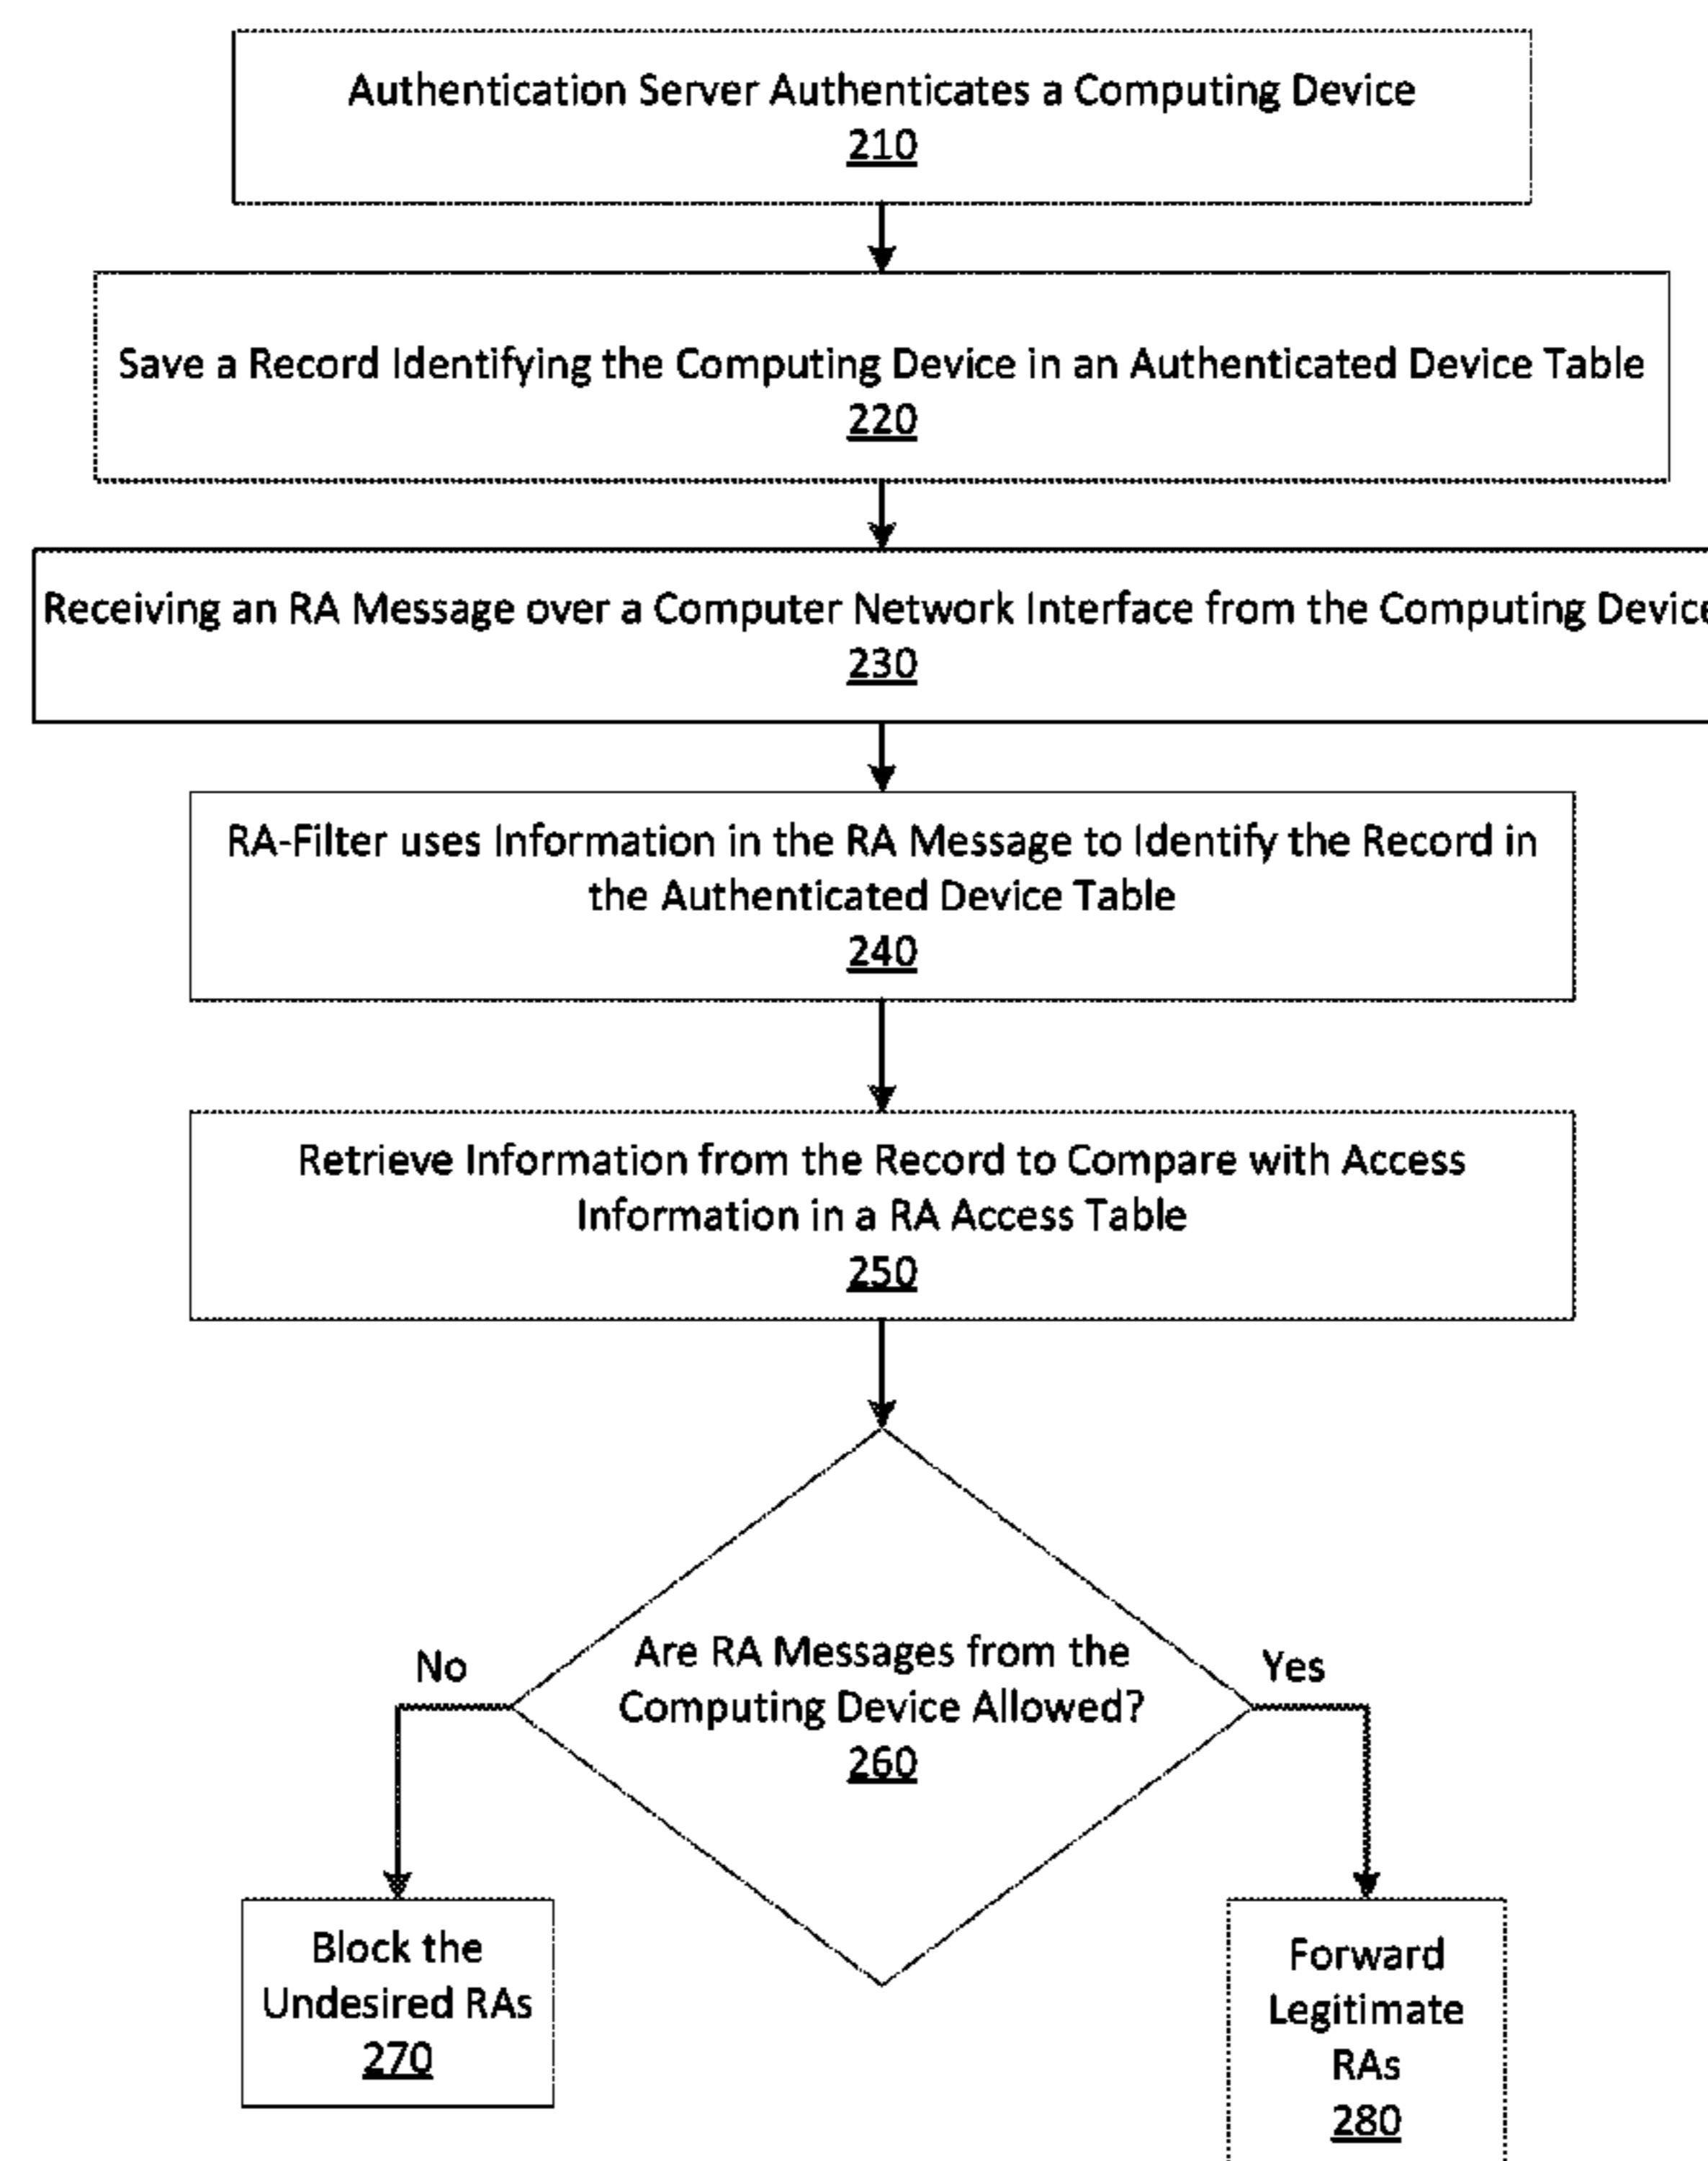 Authentication Server Authenticates a Computing Device
210
Save a Record Identifying the Computing Device in an Authenticated Device Table
220
Receiving an RA Message over a Computer Network Interface from the Computing Device
230
RA-Filter uses Information in the RA Message to Identify the Record in
the Authenticated Device Table
240
Retrieve Information from the Record to Compare with Access
Information in a RA Access Table
250
Are RA Messages from the
Computing Device Allowed?
260
No
Yes
Block the
Undesired RAs
270
Forward
Legitimate
RAs
280